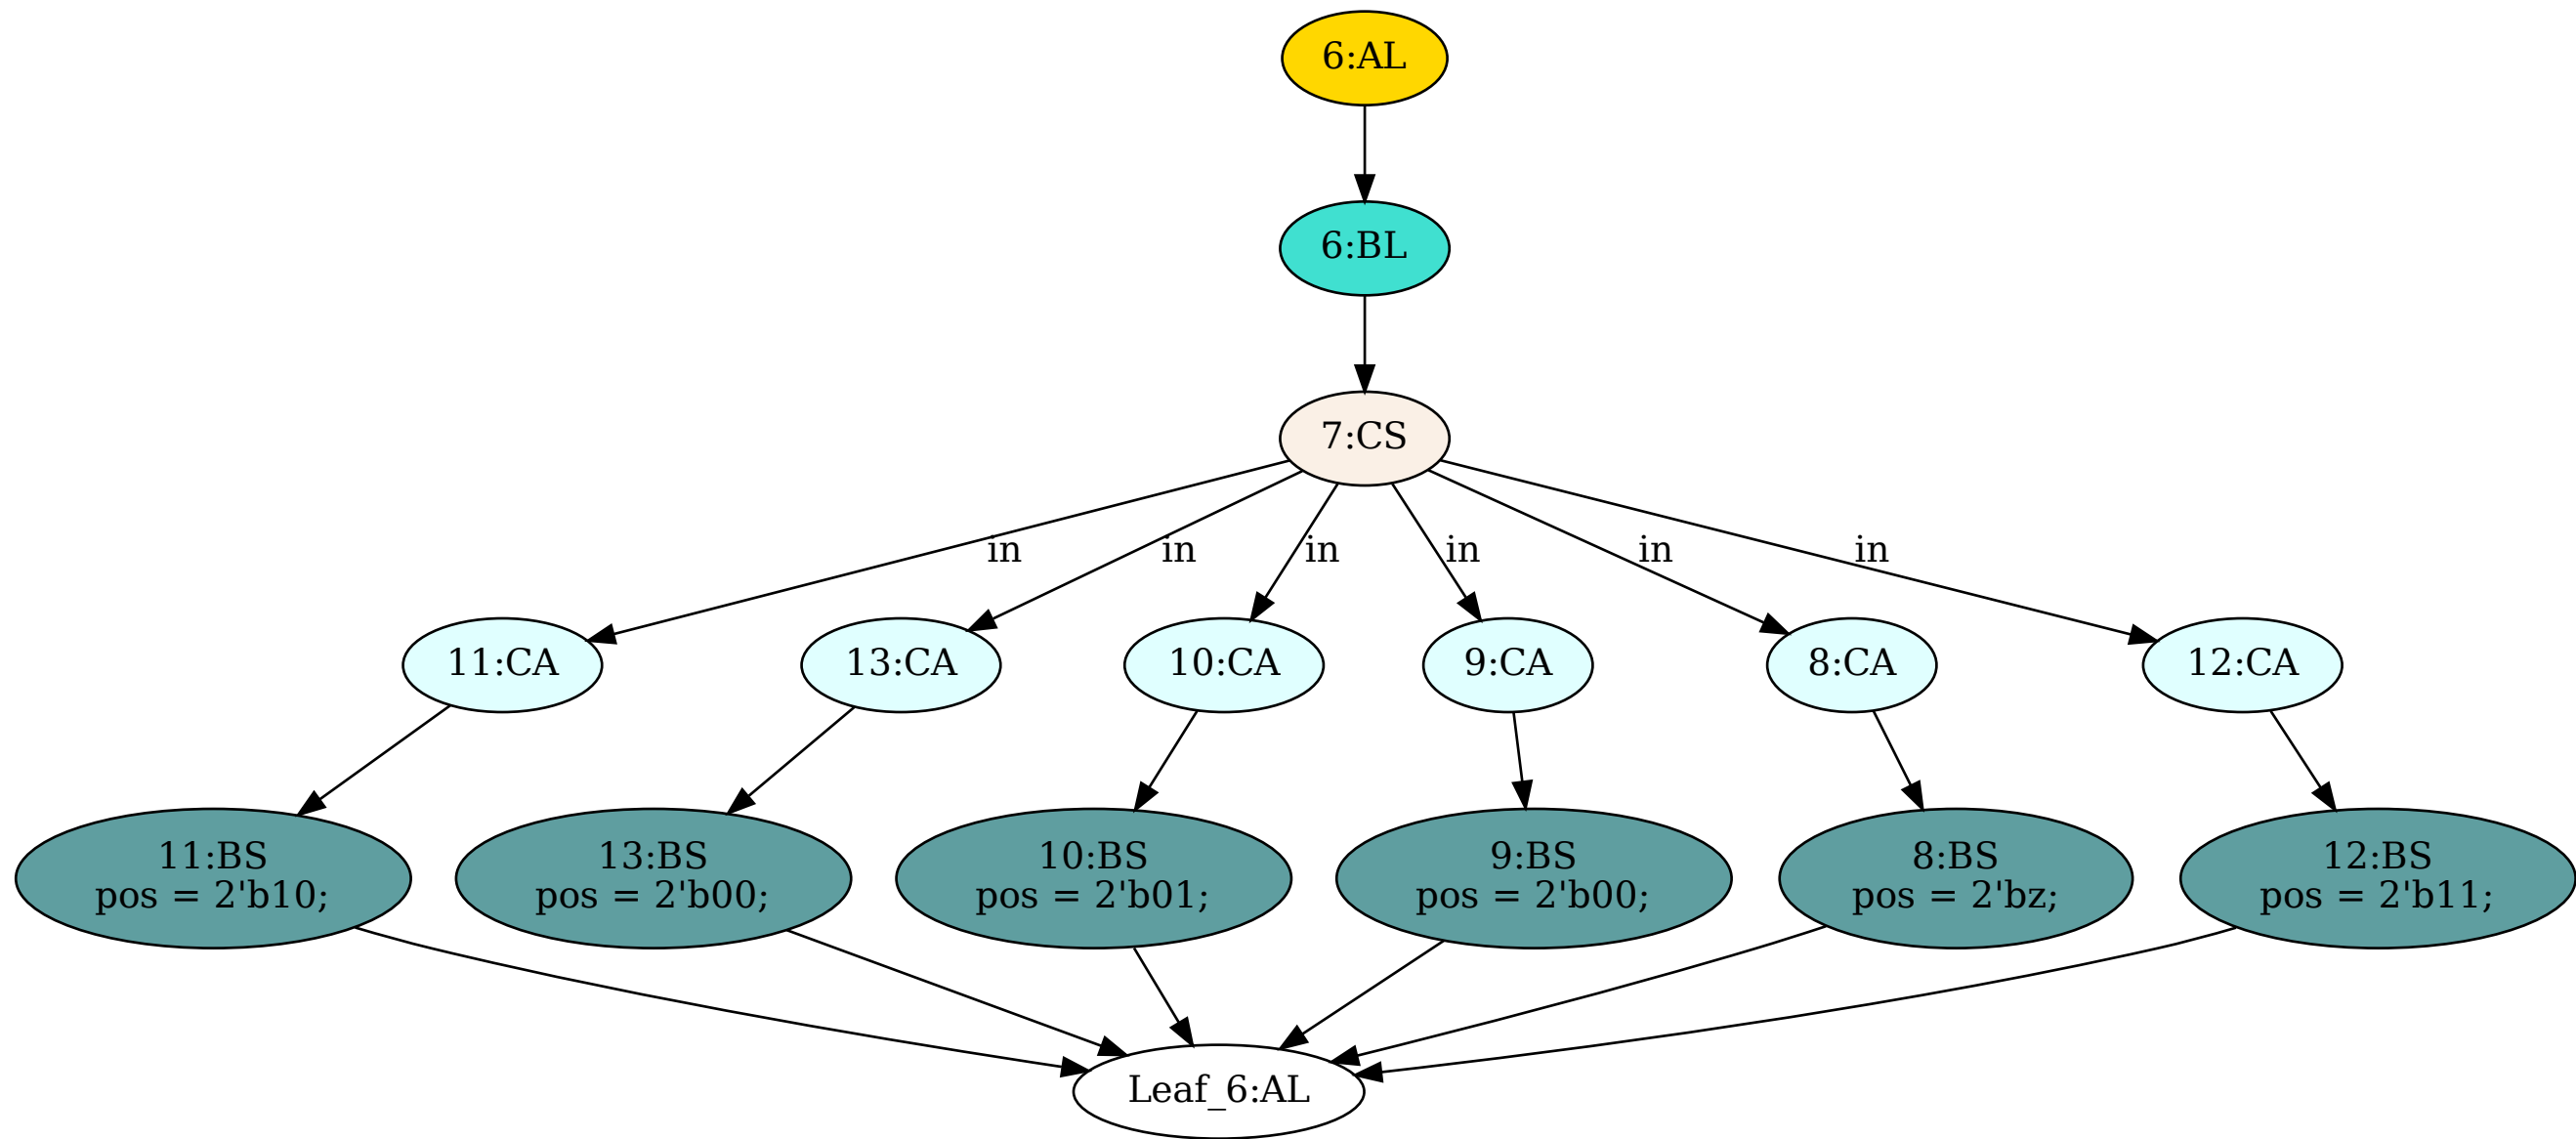 6:AL
6:BL
7:CS
in
in
in
in
in
in
11:CA
13:CA
10:CA
9:CA
8:CA
12:CA
11:BS
pos = 2'b10;
13:BS
pos = 2'b00;
10:BS
pos = 2'b01;
9:BS
pos = 2'b00;
8:BS
pos = 2'bz;
12:BS
pos = 2'b11;
Leaf_6:AL